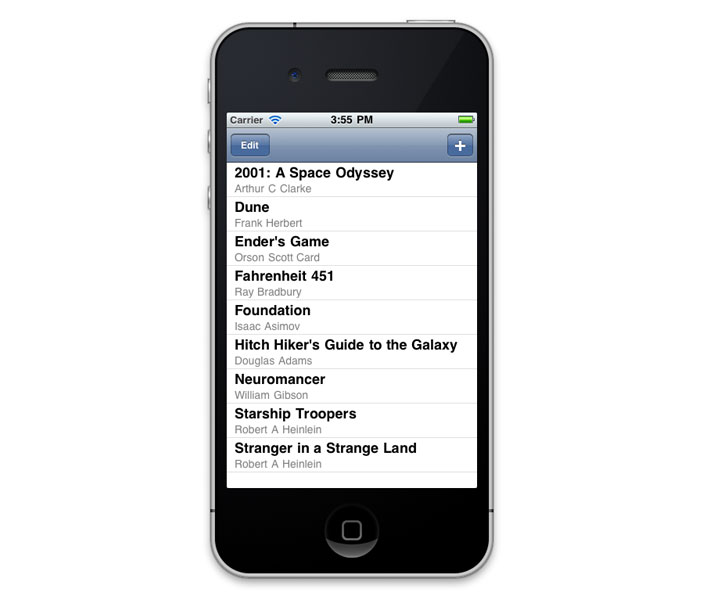 Carrier 3:55 PM
Edit +
2001: A Space Odyssey
Arthur C Clarke
Dune
Frank Herbert
Ender's Game
Orson Scott Card
Fahrenheit 451
Ray Bradbury
Foundation
Isaac Asimov
Hitch Hiker's Guide to the Galaxy
Douglas Adams
Neuromancer
William Gibson
Starship Troopers
Robert A Heinlein
Stranger in a Strange Land
Robert A Heinlein